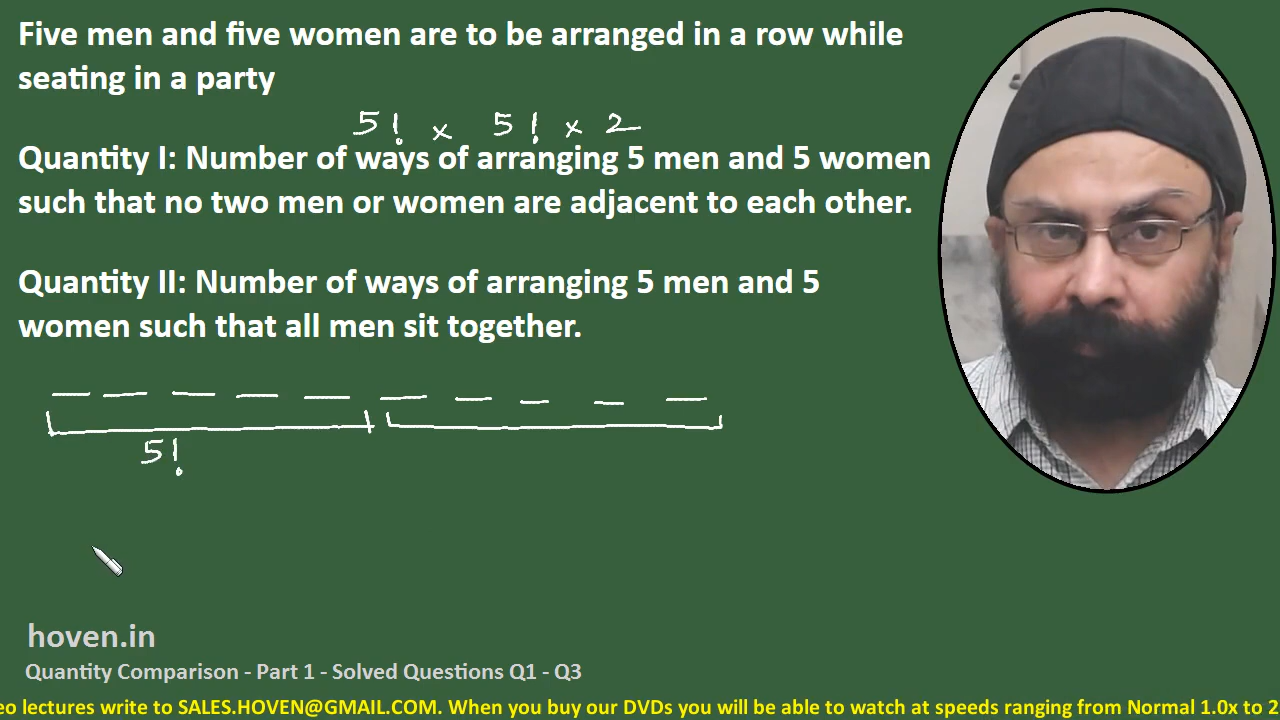 Five men and five women are to be arranged in a row while
seating in a party
5! x 5! x 2
Quantity I: Number of ways of arranging 5 men and 5 women
such that no two men or women are adjacent to each other.
Quantity II: Number of ways of arranging 5 men and 5
women such that all men sit together.
5!
hoven.in
Quantity Comparison - Part 1 - Solved Questions Q1 - Q3
eo lectures write to SALES.HOVEN@GMAIL.COM. When you buy our DVDs you will be able to watch at speeds ranging from Normal 1.0x to 2